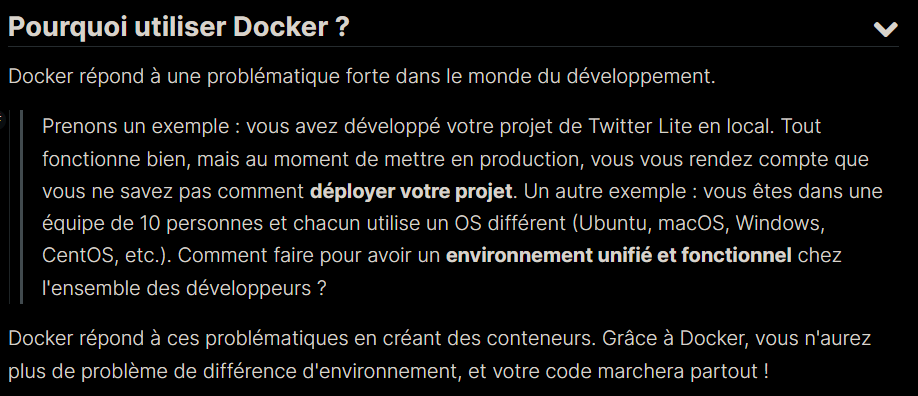 Pourquoi utiliser Docker ?
Docker répond à une problématique forte dans le monde du développement.
Prenons un exemple : vous avez développé votre projet de Twitter Lite en local. Tout
fonctionne bien, mais au moment de mettre en production, vous vous rendez compte que
vous ne savez pas comment déployer votre projet. Un autre exemple : vous êtes dans une
équipe de 10 personnes et chacun utilise un OS différent (Ubuntu, macOS, Windows,
CentOS, etc.). Comment faire pour avoir un environnement unifié et fonctionnel chez
l'ensemble des développeurs ?
Docker répond à ces problématiques en créant des conteneurs. Grâce à Docker, vous n'aurez
plus de problème de différence d'environnement, et votre code marchera partout !